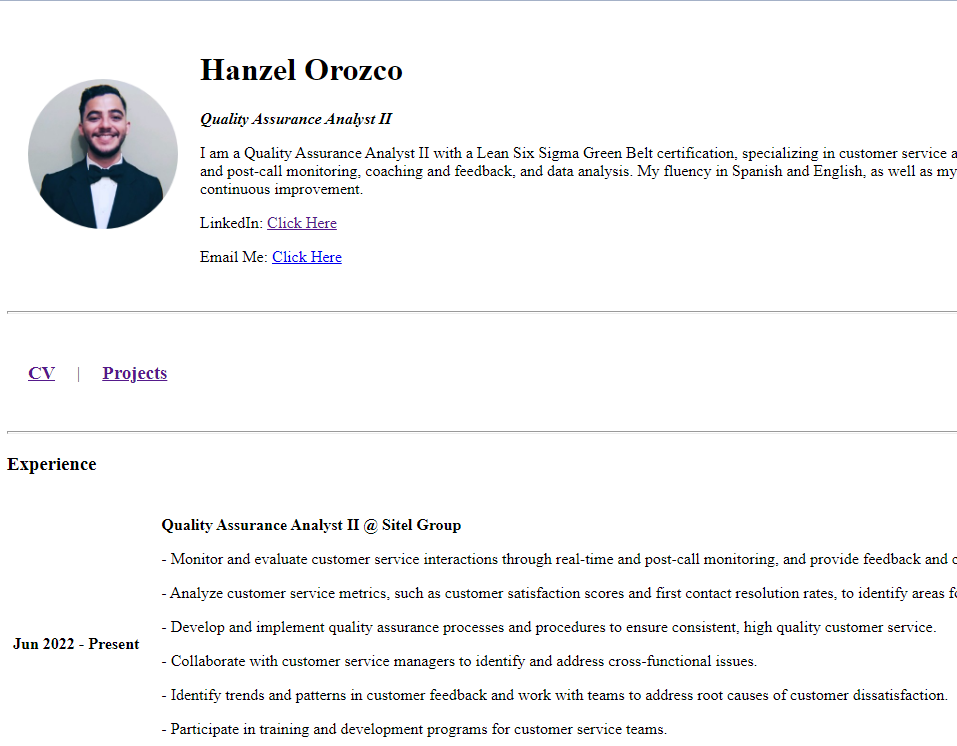 Hanzel Orozco
Quality Assurance Analyst II
I am a Quality Assurance Analyst II with a Lean Six Sigma Green Belt certification, specializing in customer service
and post-call monitoring, coaching and feedback, and data analysis. My fluency in Spanish and English, as well as my
continuous improvement.
LinkedIn: Click Here
Email Me: Click Here
CV | Projects
Experience
Quality Assurance Analyst II @ Sitel Group
- Monitor and evaluate customer service interactions through real-time and post-call monitoring, and provide feedback and
- Analyze customer service metrics, such as customer satisfaction scores and first contact resolution rates, to identify areas
- Develop and implement quality assurance processes and procedures to ensure consistent, high quality customer service.
Jun 2022 - Present
- Collaborate with customer service managers to identify and address cross-functional issues.
- Identify trends and patterns in customer feedback and work with teams to address root causes of customer dissatisfaction.
- Participate in training and development programs for customer service teams.